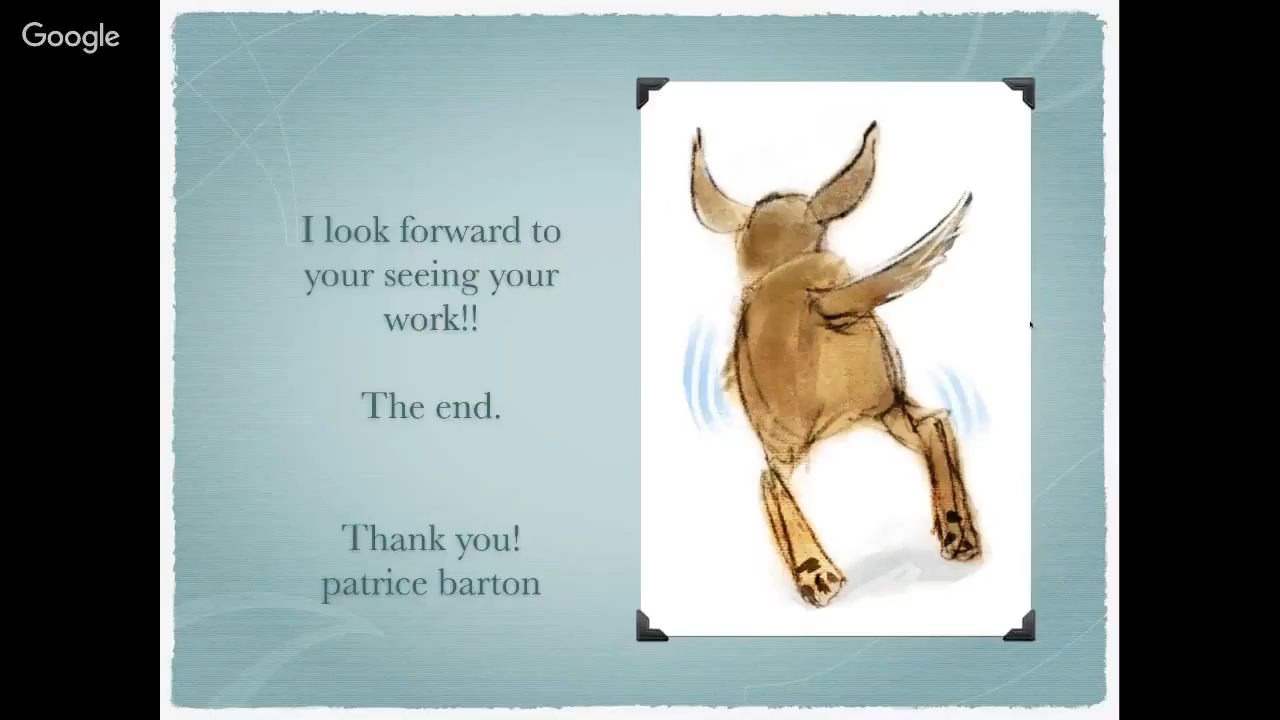 Google
I look forward to
your seeing your
work!!
The end.
Thank you!
patrice barton